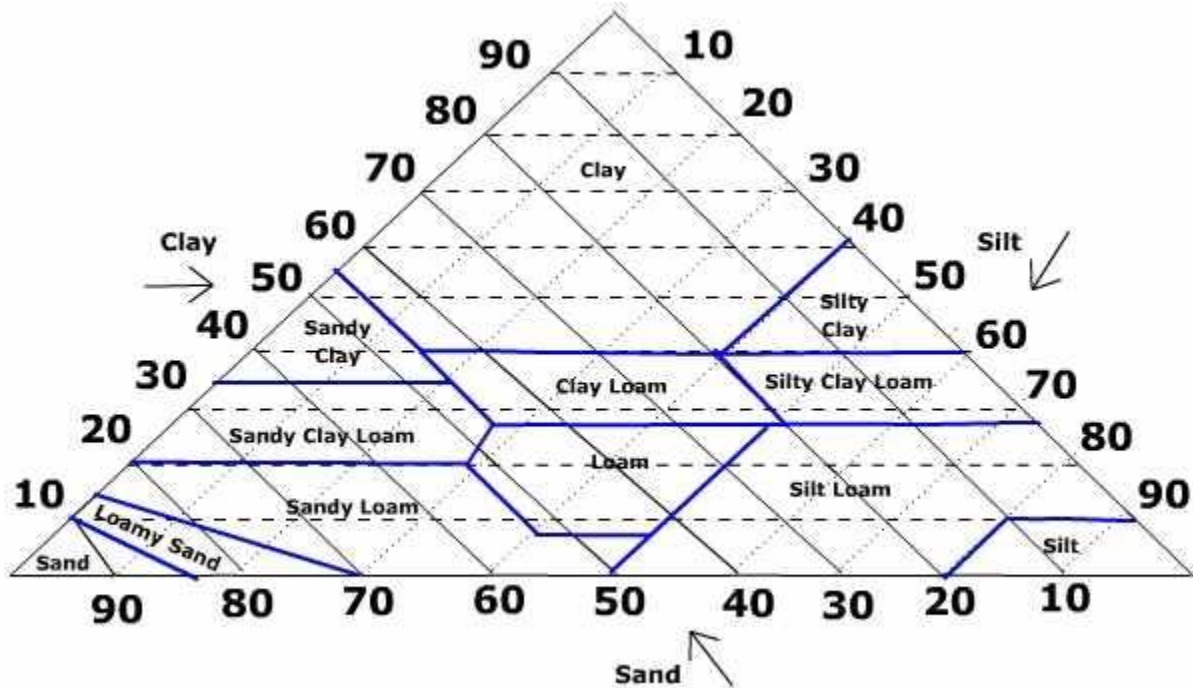 90 10
80 20
Clay
70 30
60 40
Clay Silt
50 50
Silty
Clay
Sandy
Clay
40 60
Clay Loam Silty Clay Loam
30 70
Sandy Clay Loam
20 80
Loam
Silt Loam
10 90
Sandy Loam
Loamy Sand
Sand
Silt
90 80 70 60 50 40 30 20 10
Sand